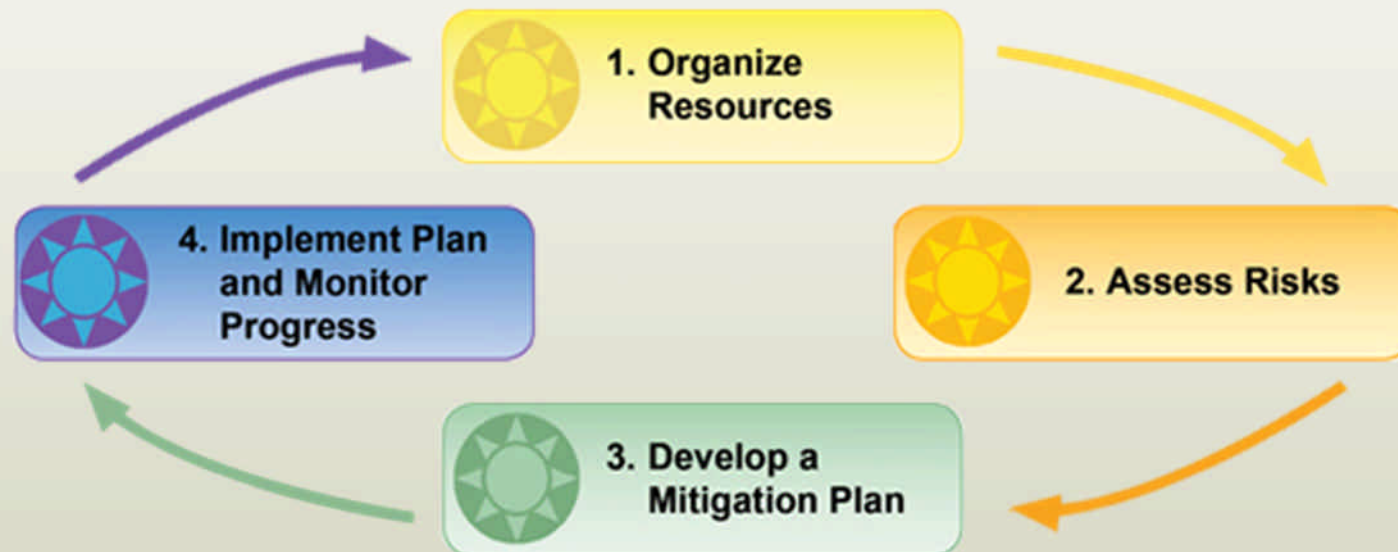 1. Organize
Resources
2. Assess Risks
3. Develop a
Mitigation Plan
4. Implement Plan
and Monitor
Progress